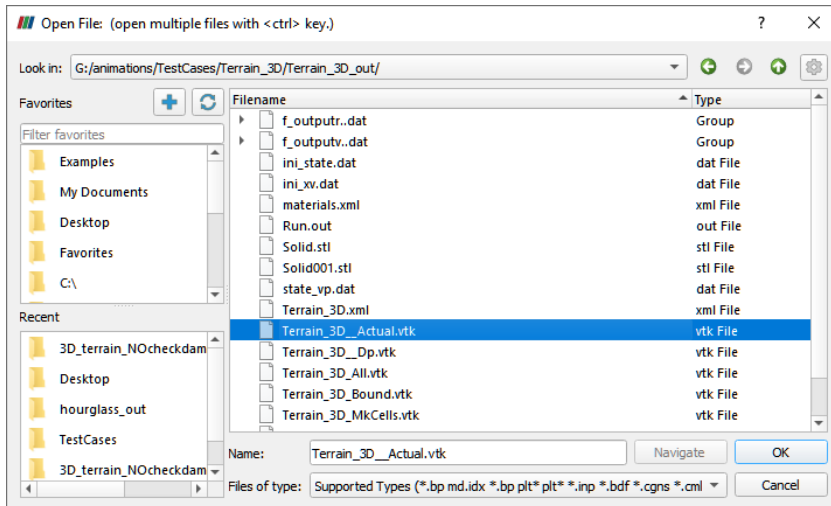 Open File: (open multiple files with <ctrl> key.)
Look in: G:/animations/TestCases/Terrain_3D/Terrain_3D_out/
Favorites
Filter favorites
Examples
My Documents
Desktop
Favorites
C:\
Recent
3D_terrain_NOcheckdam
Desktop
hourglass_out
TestCases
3D_terrain_NOcheckdam
Filename Type
f_outputr..dat Group
f_outputv..dat Group
ini_state.dat dat File
ini_xv.dat dat File
materials.xml xml File
Run.out out File
Solid.stl stl File
Solid001.stl stl File
state_vp.dat dat File
Terrain_3D.xml xml File
Terrain_3D__Actual.vtk vtk File
Terrain_3D__Dp.vtk vtk File
Terrain_3D_All.vtk vtk File
Terrain_3D_Bound.vtk vtk File
Terrain_3D_MkCells.vtk vtk File
Name: Terrain_3D__Actual.vtk Navigate OK
Files of type: Supported Types (*.bp md.idx *.bp plt* plt* *.inp *.bdf *.cgns *.cml Cancel